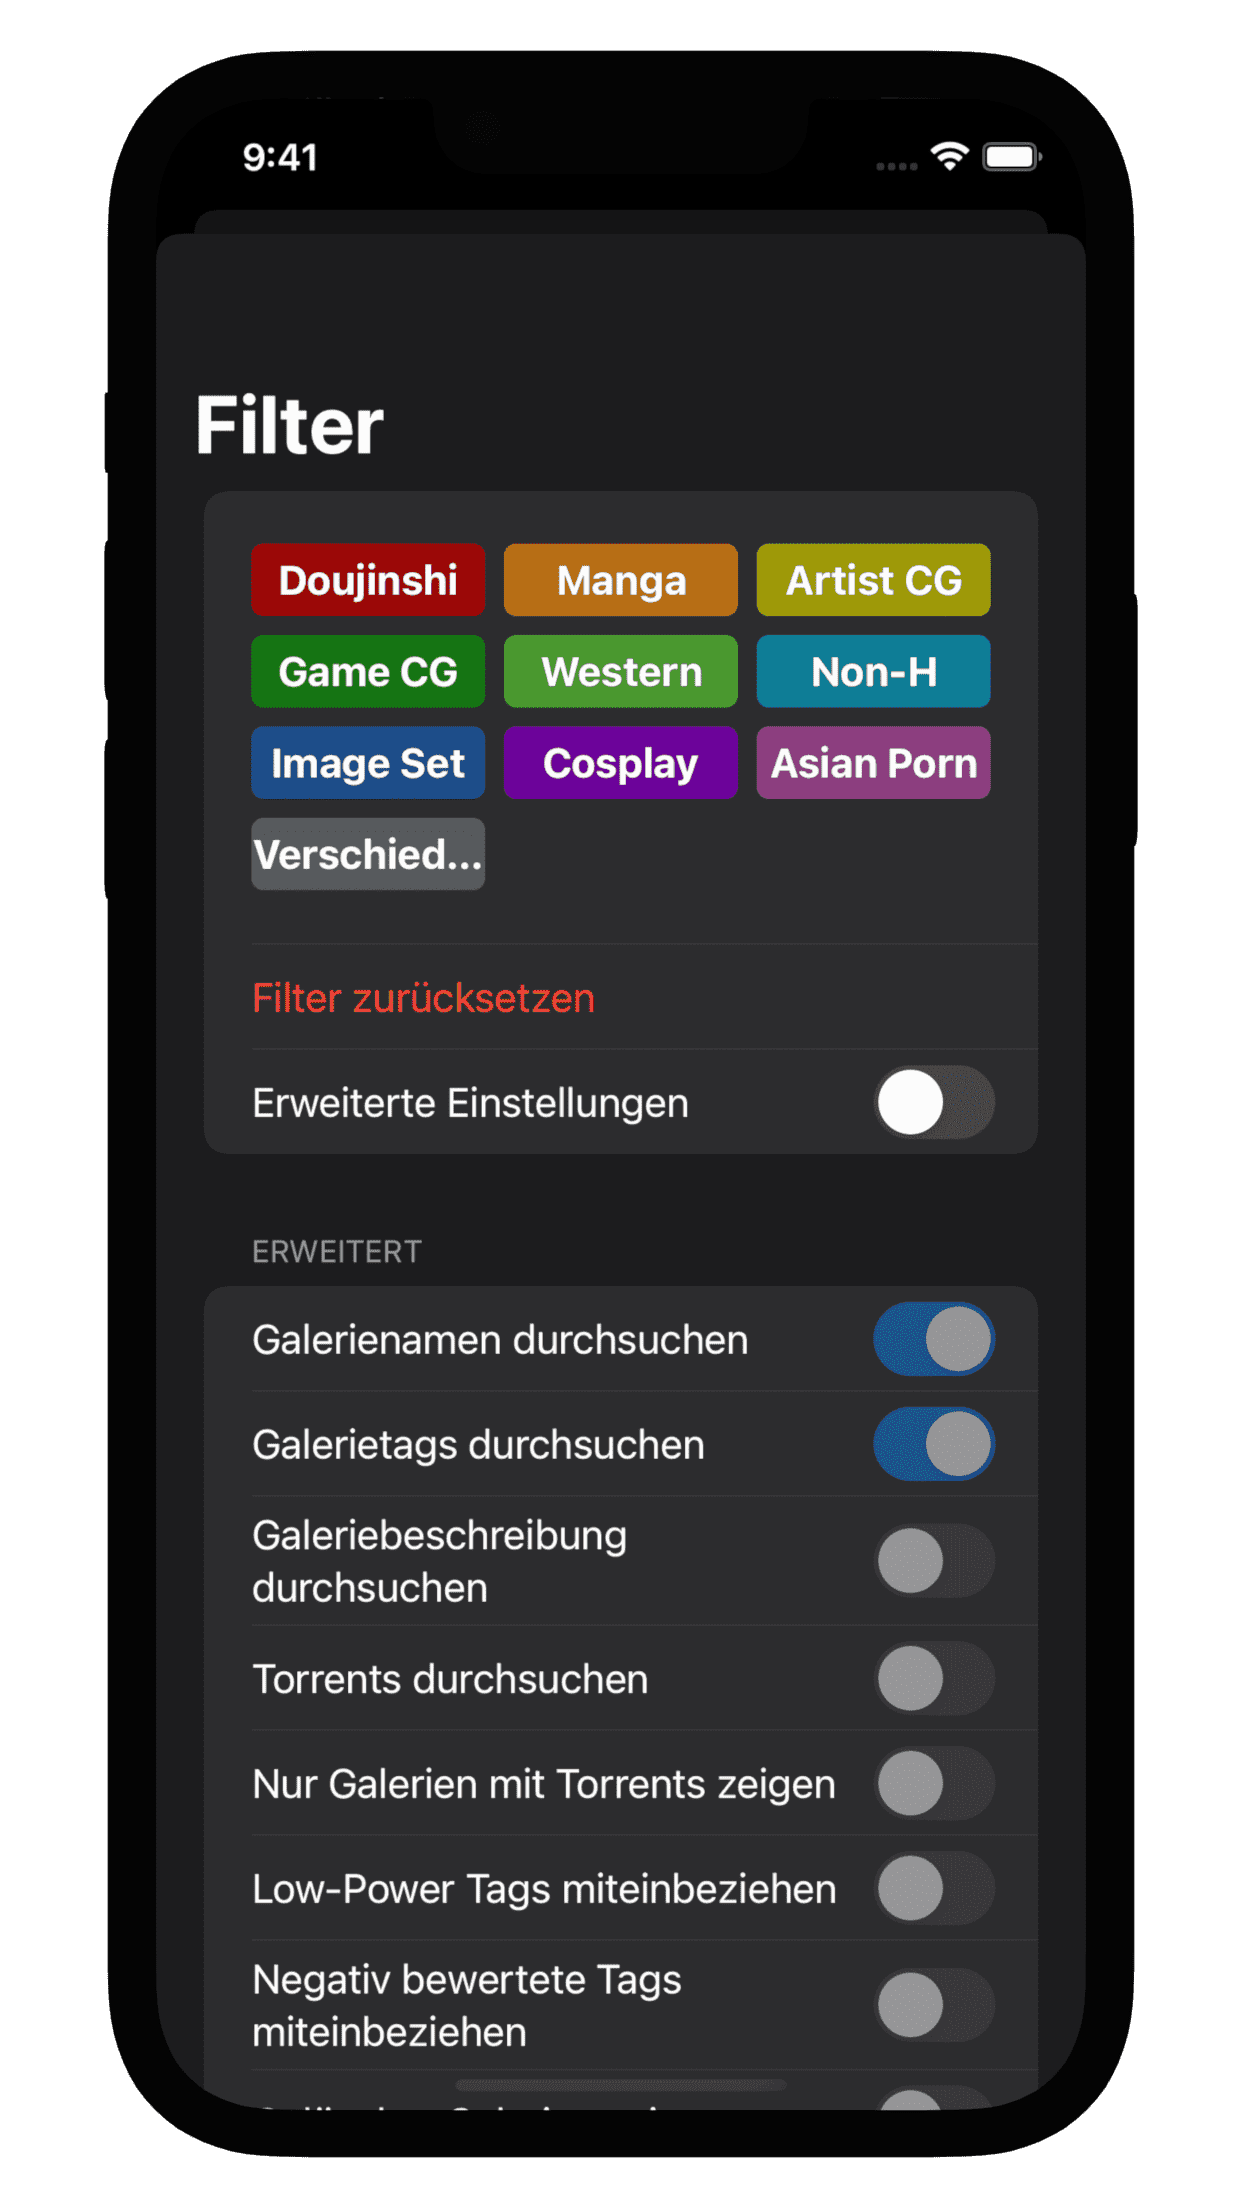 9:41
Filter
Doujinshi Manga Artist CG
Game CG Western Non-H
Image Set Cosplay Asian Porn
Verschied...
Filter zurücksetzen
Erweiterte Einstellungen
ERWEITERT
Galerienamen durchsuchen
Galerietags durchsuchen
Galeriebeschreibung
durchsuchen
Torrents durchsuchen
Nur Galerien mit Torrents zeigen
Low-Power Tags miteinbeziehen
Negativ bewertete Tags
miteinbeziehen